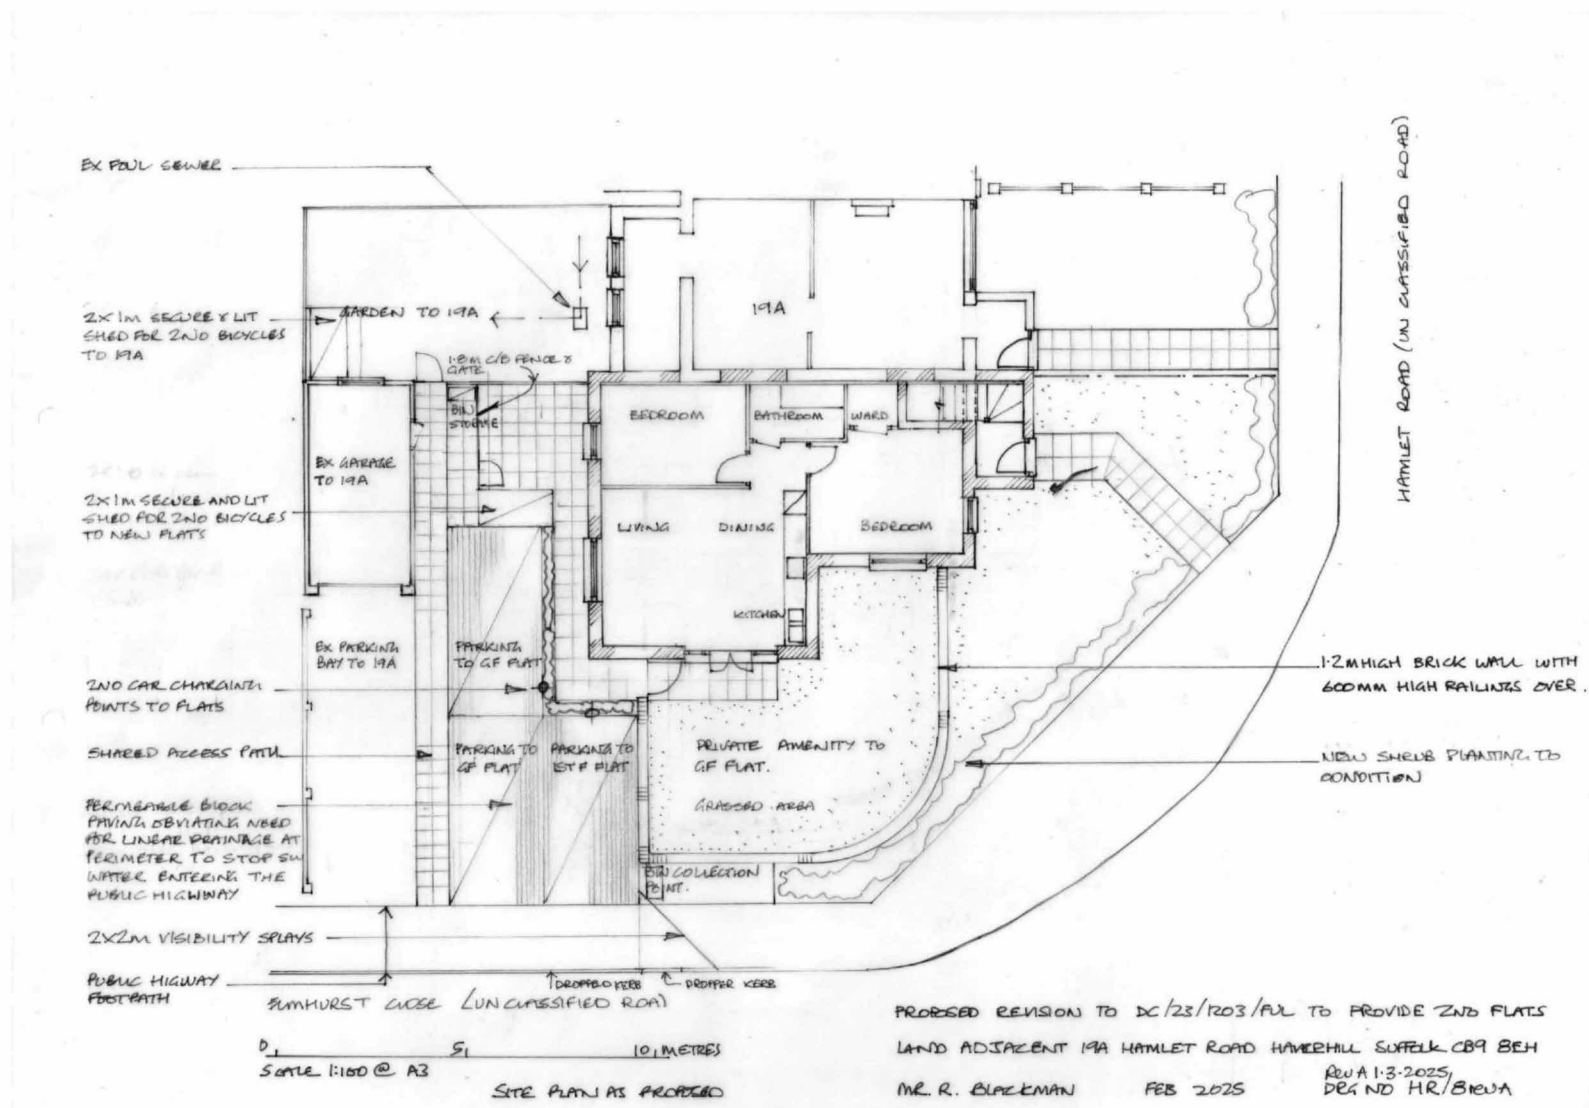 EX FOUL SEWER
HAMLET ROAD (UN CLASSIFIED ROAD)
2X1M SECURE & LIT
SHED FOR 2NO BICYCLES
TO 19A
GARDEN TO 19A
19A
1.8M C/B FENCE &
GATE
BIN
STORAGE
BEDROOM
BATHROOM
WARD
EX GARAGE
TO 19A
2X1M SECURE AND LIT
SHED FOR 2NO BICYCLES
TO NEW FLATS
LIVING
DINING
BEDROOM
KITCHEN
EX PARKING
BAY TO 19A
PARKING
TO GF FLAT
1.2M HIGH BRICK WALL WITH
600MM HIGH RAILINGS OVER.
2NO CAR CHARGING
POINTS TO FLATS
SHARED ACCESS PATH
PARKING TO
GF FLAT
PARKING TO
1ST F FLAT
PRIVATE AMENITY TO
GF FLAT.
GRASSED AREA
NEW SHRUB PLANTING TO
CONDITION
PERMEABLE BLOCK
PAVING OBVIATING NEED
FOR LINEAR DRAINAGE AT
PERIMETER TO STOP SW
WATER ENTERING THE
PUBLIC HIGHWAY
BIN COLLECTION
POINT.
2X2M VISIBILITY SPLAYS
PUBLIC HIGWAY
FOOTPATH
DROPPED KERB
DROPPER KERB
ELMHURST CLOSE (UNCLASSIFIED ROAD
0 5 10 METRES
SCALE 1:100 @ A3
SITE PLAN AS PROPOSED
PROPOSED REVISION TO DC/23/1203/FUL TO PROVIDE 2NO FLATS
LAND ADJACENT 19A HAMLET ROAD HAVERHILL SUFFOLK CB9 8EH
REV A 1-3-2025
MR. R. BLACKMAN FEB 2025 DRG NO HR/8REVA